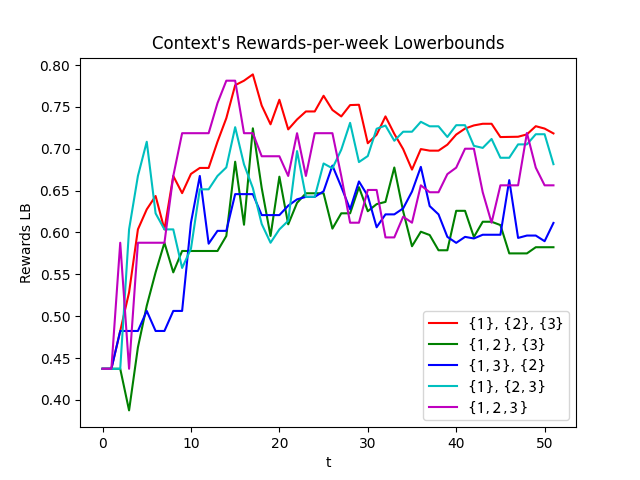 Context's Rewards-per-week Lowerbounds
Rewards LB
0.80
0.75
0.70
0.65
0.60
0.55
0.50
0.45
0.40
{1}, {2}, {3}
{1,2}, {3}
{1,3}, {2}
{1}, {2,3}
{1,2,3}
0 10 20 30 40 50
t